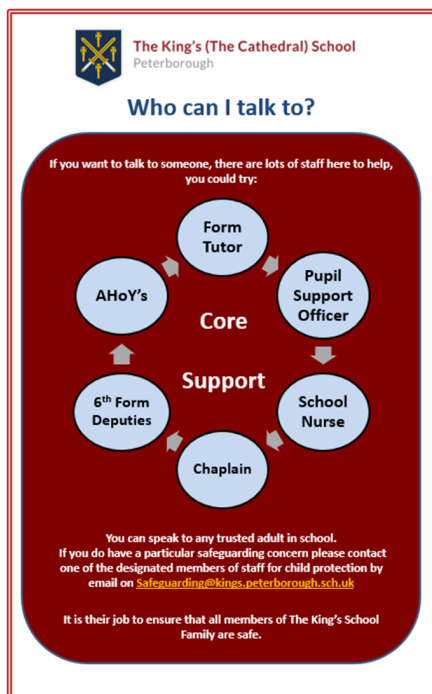 The King's (The Cathedral) School
Peterborough
Who can I talk to?
If you want to talk to someone, there are lots of staff here to help,
you could try:
Form
Tutor
Pupil
Support
Officer
School
Nurse
Chaplain
6th Form
Deputies
AHoY's
Core
Support
You can speak to any trusted adult in school.
If you do have a particular safeguarding concern please contact
one of the designated members of staff for child protection by
email on Safeguarding@kings.peterborough.sch.uk
It is their job to ensure that all members of The King's School
Family are safe.